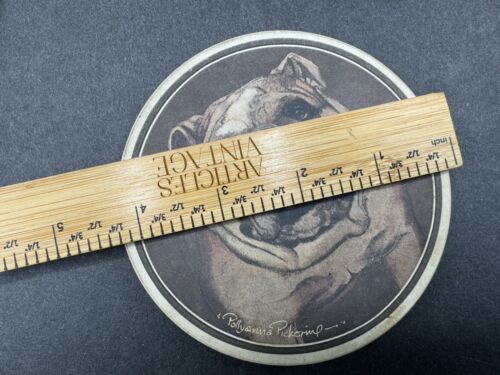 ARTICLES
VINTAGE
inch 1/4" 1/2" 3/4" 1 1/4" 1/2" 3/4" 2 1/4" 1/2" 3/4" 3 1/4" 1/2" 3/4" 4 1/4" 1/2" 3/4" 5 1/4" 1/2"
"Pollyanna Pickering"